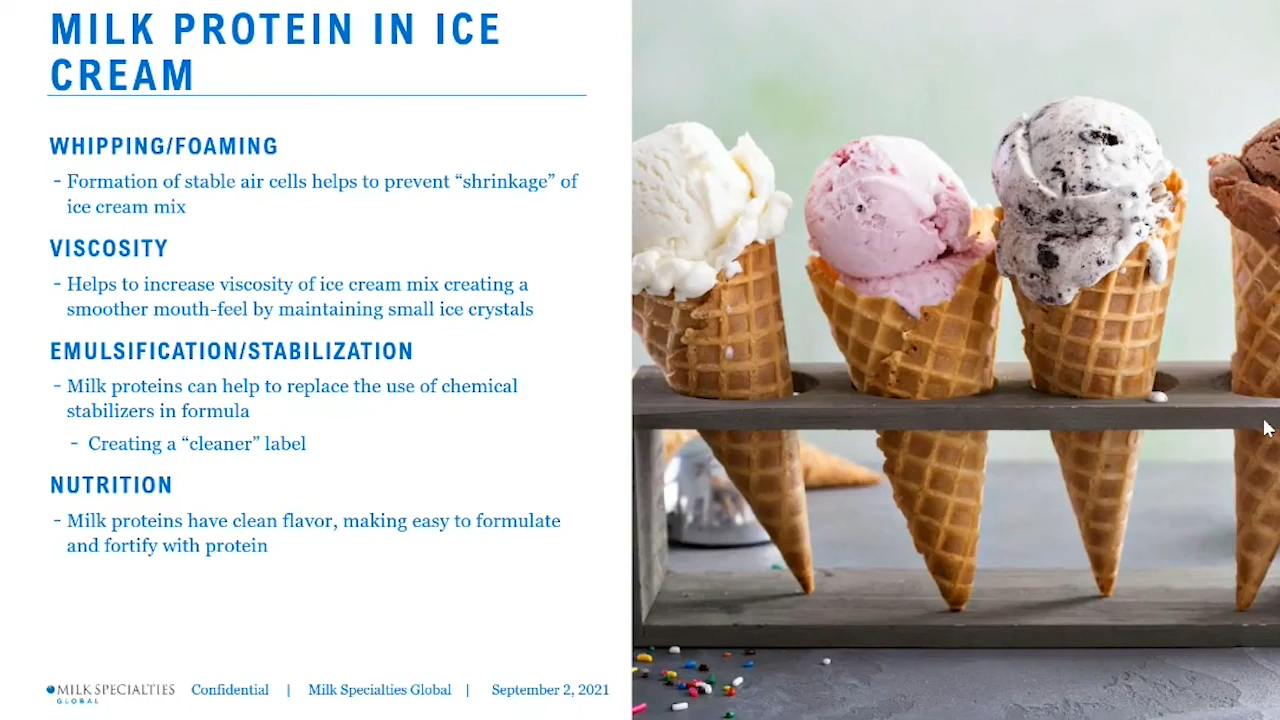 MILK PROTEIN IN ICE
CREAM
WHIPPING/FOAMING
- Formation of stable air cells helps to prevent “shrinkage” of
ice cream mix
VISCOSITY
- Helps to increase viscosity of ice cream mix creating a
smoother mouth-feel by maintaining small ice crystals
EMULSIFICATION/STABILIZATION
- Milk proteins can help to replace the use of chemical
stabilizers in formula
- Creating a “cleaner” label
NUTRITION
- Milk proteins have clean flavor, making easy to formulate
and fortify with protein
MILK SPECIALTIES
GLOBAL
Confidential | Milk Specialties Global | September 2, 2021